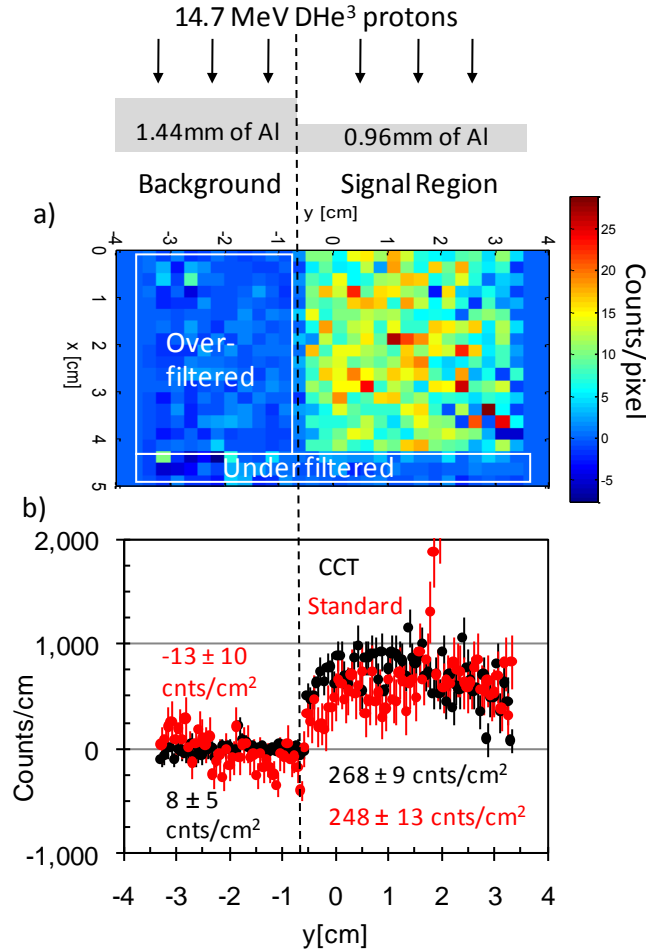 14.7 MeV DHe³ protons
1.44mm of Al
0.96mm of Al
Background
Signal Region
a)
y [cm]
-4 -3 -2 -1 0 1 2 3 4
0
1
2
3
4
5
x [cm]
Over-
filtered
Under filtered
25
20
15
10
5
0
-5
Counts/pixel
b)
2,000
1,000
0
-1,000
Counts/cm
CCT
Standard
-13 ± 10
cnts/cm²
8 ± 5
cnts/cm²
268 ± 9 cnts/cm²
248 ± 13 cnts/cm²
-4 -3 -2 -1 0 1 2 3 4
y[cm]